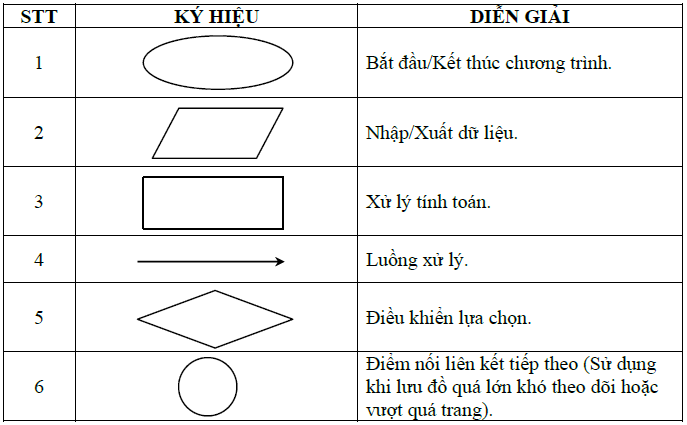 STT KÝ HIỆU DIỄN GIẢI
1 Bắt đầu/Kết thúc chương trình.
2 Nhập/Xuất dữ liệu.
3 Xử lý tính toán.
4 Luồng xử lý.
5 Điều khiển lựa chọn.
6 Điểm nối liên kết tiếp theo (Sử dụng
khi lưu đồ quá lớn khó theo dõi hoặc
vượt quá trang).